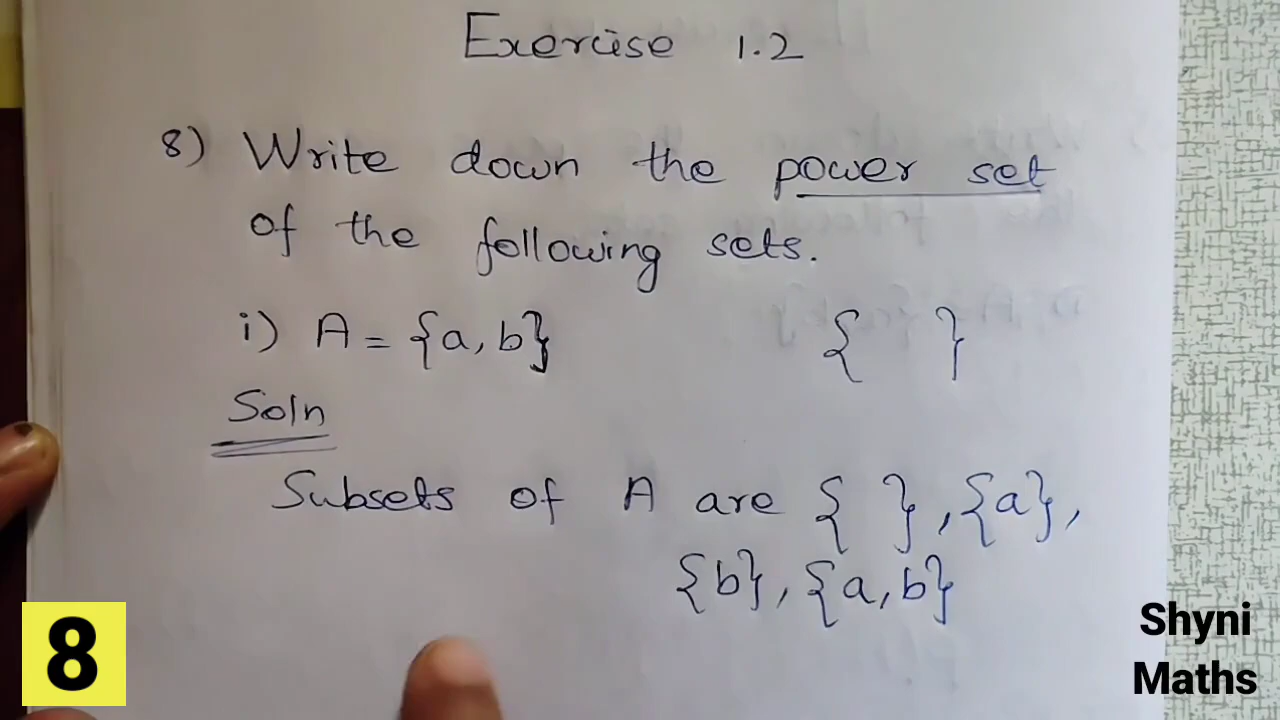 Exercise 1.2
8) Write down the power set
of the following sets.
i) A = {a, b} { }
Soln
Subsets of A are { }, {a},
{b}, {a, b}
8
Shyni
Maths